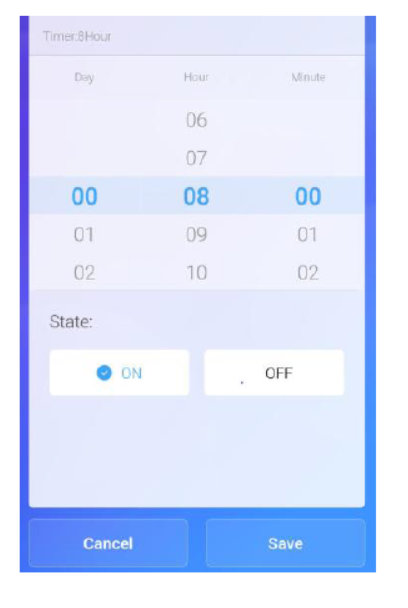 Timer:8Hour
Day Hour Minute
06
07
00 08 00
01 09 01
02 10 02
State:
ON OFF
Cancel Save